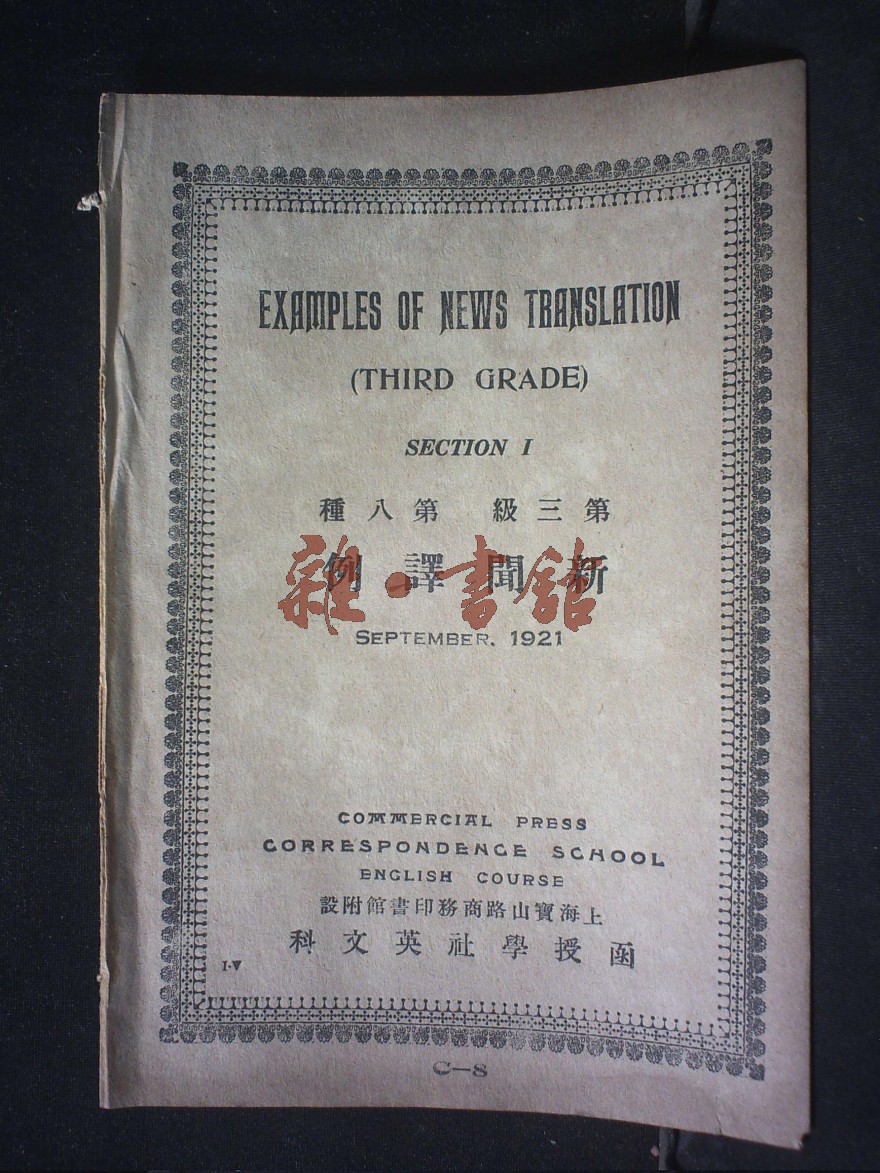 EXAMPLES OF NEWS TRANSLATION
(THIRD GRADE)
SECTION I
第三級 第八種
新聞譯例
雜·書館
SEPTEMBER, 1921
COMMERCIAL PRESS
CORRESPONDENCE SCHOOL
ENGLISH COURSE
上海寶山路商務印書館附設
函授學社英文科
I-V
C—8